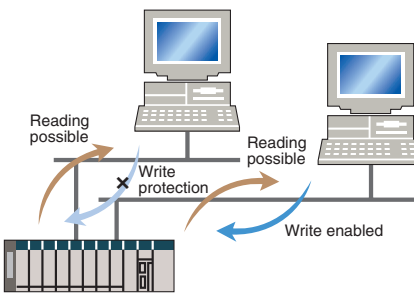 Reading
possible
Write
protection
Reading
possible
Write enabled